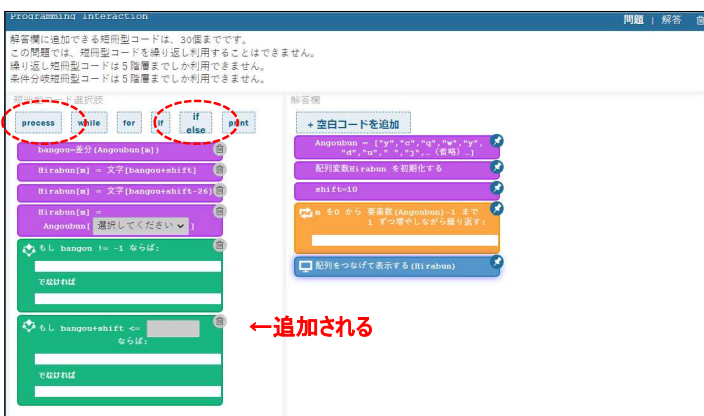 Programming Interaction
問題 | 解答
解答欄に追加できる短冊型コードは、30個までです。
この問題では、短冊型コードを繰り返し利用することはできません。
繰り返し短冊型コードは5階層までしか利用できません。
条件分岐短冊型コードは5階層までしか利用できません。
短冊型コード選択肢
process
while
for
if
if else
print
bangou=差分(Angoubun[m])
Hirabun[m] = 文字[bangou+shift]
Hirabun[m] = 文字[bangou+shift-26]
Hirabun[m] =
Angoubun[ 選択してください ]
もし bangou != -1 ならば:
でなければ
もし bangou+shift <=
ならば:
でなければ
←追加される
解答欄
+ 空白コードを追加
Angoubun = ["y","c","q","w","y",
"d","u"," ","j",…(省略)…]
配列変数Hirabun を初期化する
shift=10
m を0 から 要素数(Angoubun)-1 まで
1 ずつ増やしながら繰り返す:
配列をつなげて表示する(Hirabun)